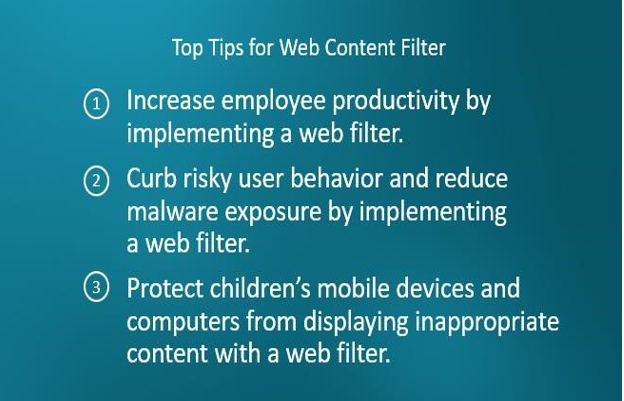 Top Tips for Web Content Filter
1 Increase employee productivity by
implementing a web filter.
2 Curb risky user behavior and reduce
malware exposure by implementing
a web filter.
3 Protect children’s mobile devices and
computers from displaying inappropriate
content with a web filter.